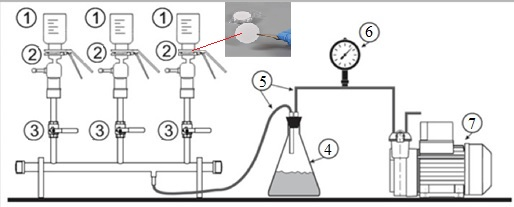 ① ① ①
② ② ②
③ ③ ③
⑤
⑥
④
⑦